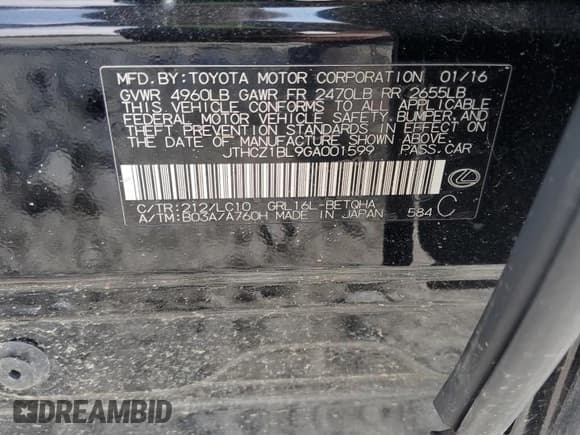 MFD.BY:TOYOTA MOTOR CORPORATION 01/16
GVWR 4960LB GAWR FR 2470LB RR 2655LB
THIS VEHICLE CONFORMS TO ALL APPLICABLE
FEDERAL MOTOR VEHICLE SAFETY, BUMPER, AND
THEFT PREVENTION STANDARDS IN EFFECT ON
THE DATE OF MANUFACTURE SHOWN ABOVE.
JTHCZ1BL9GA001599 PASS.CAR
C/TR:212/LC10 GRL16L-BETQHA
A/TM:B03A/A760H MADE IN JAPAN 584 C
DREAMBID